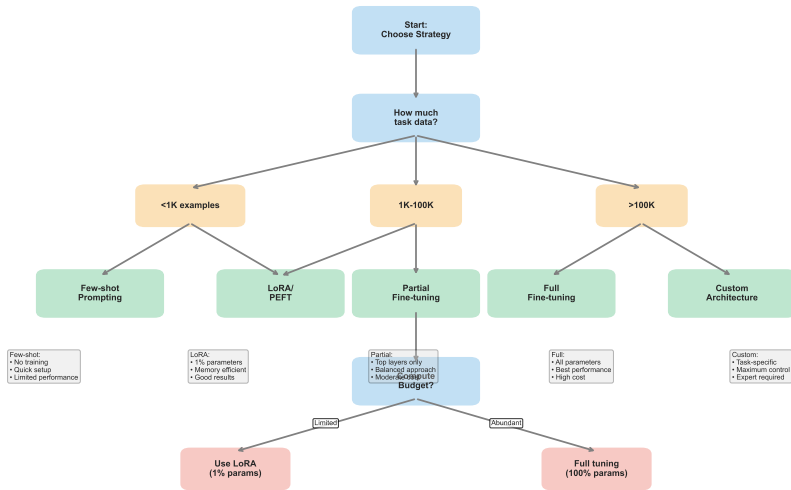 Start:
Choose Strategy
How much
task data?
<1K examples
1K-100K
>100K
Few-shot
Prompting
LoRA/
PEFT
Partial
Fine-tuning
Full
Fine-tuning
Custom
Architecture
Few-shot:
• No training
• Quick setup
• Limited performance
LoRA:
• 1% parameters
• Memory efficient
• Good results
Partial:
• Top layers only
• Balanced approach
• Moderate cost
Full:
• All parameters
• Best performance
• High cost
Custom:
• Task-specific
• Maximum control
• Expert required
Compute
Budget?
Limited
Abundant
Use LoRA
(1% params)
Full tuning
(100% params)